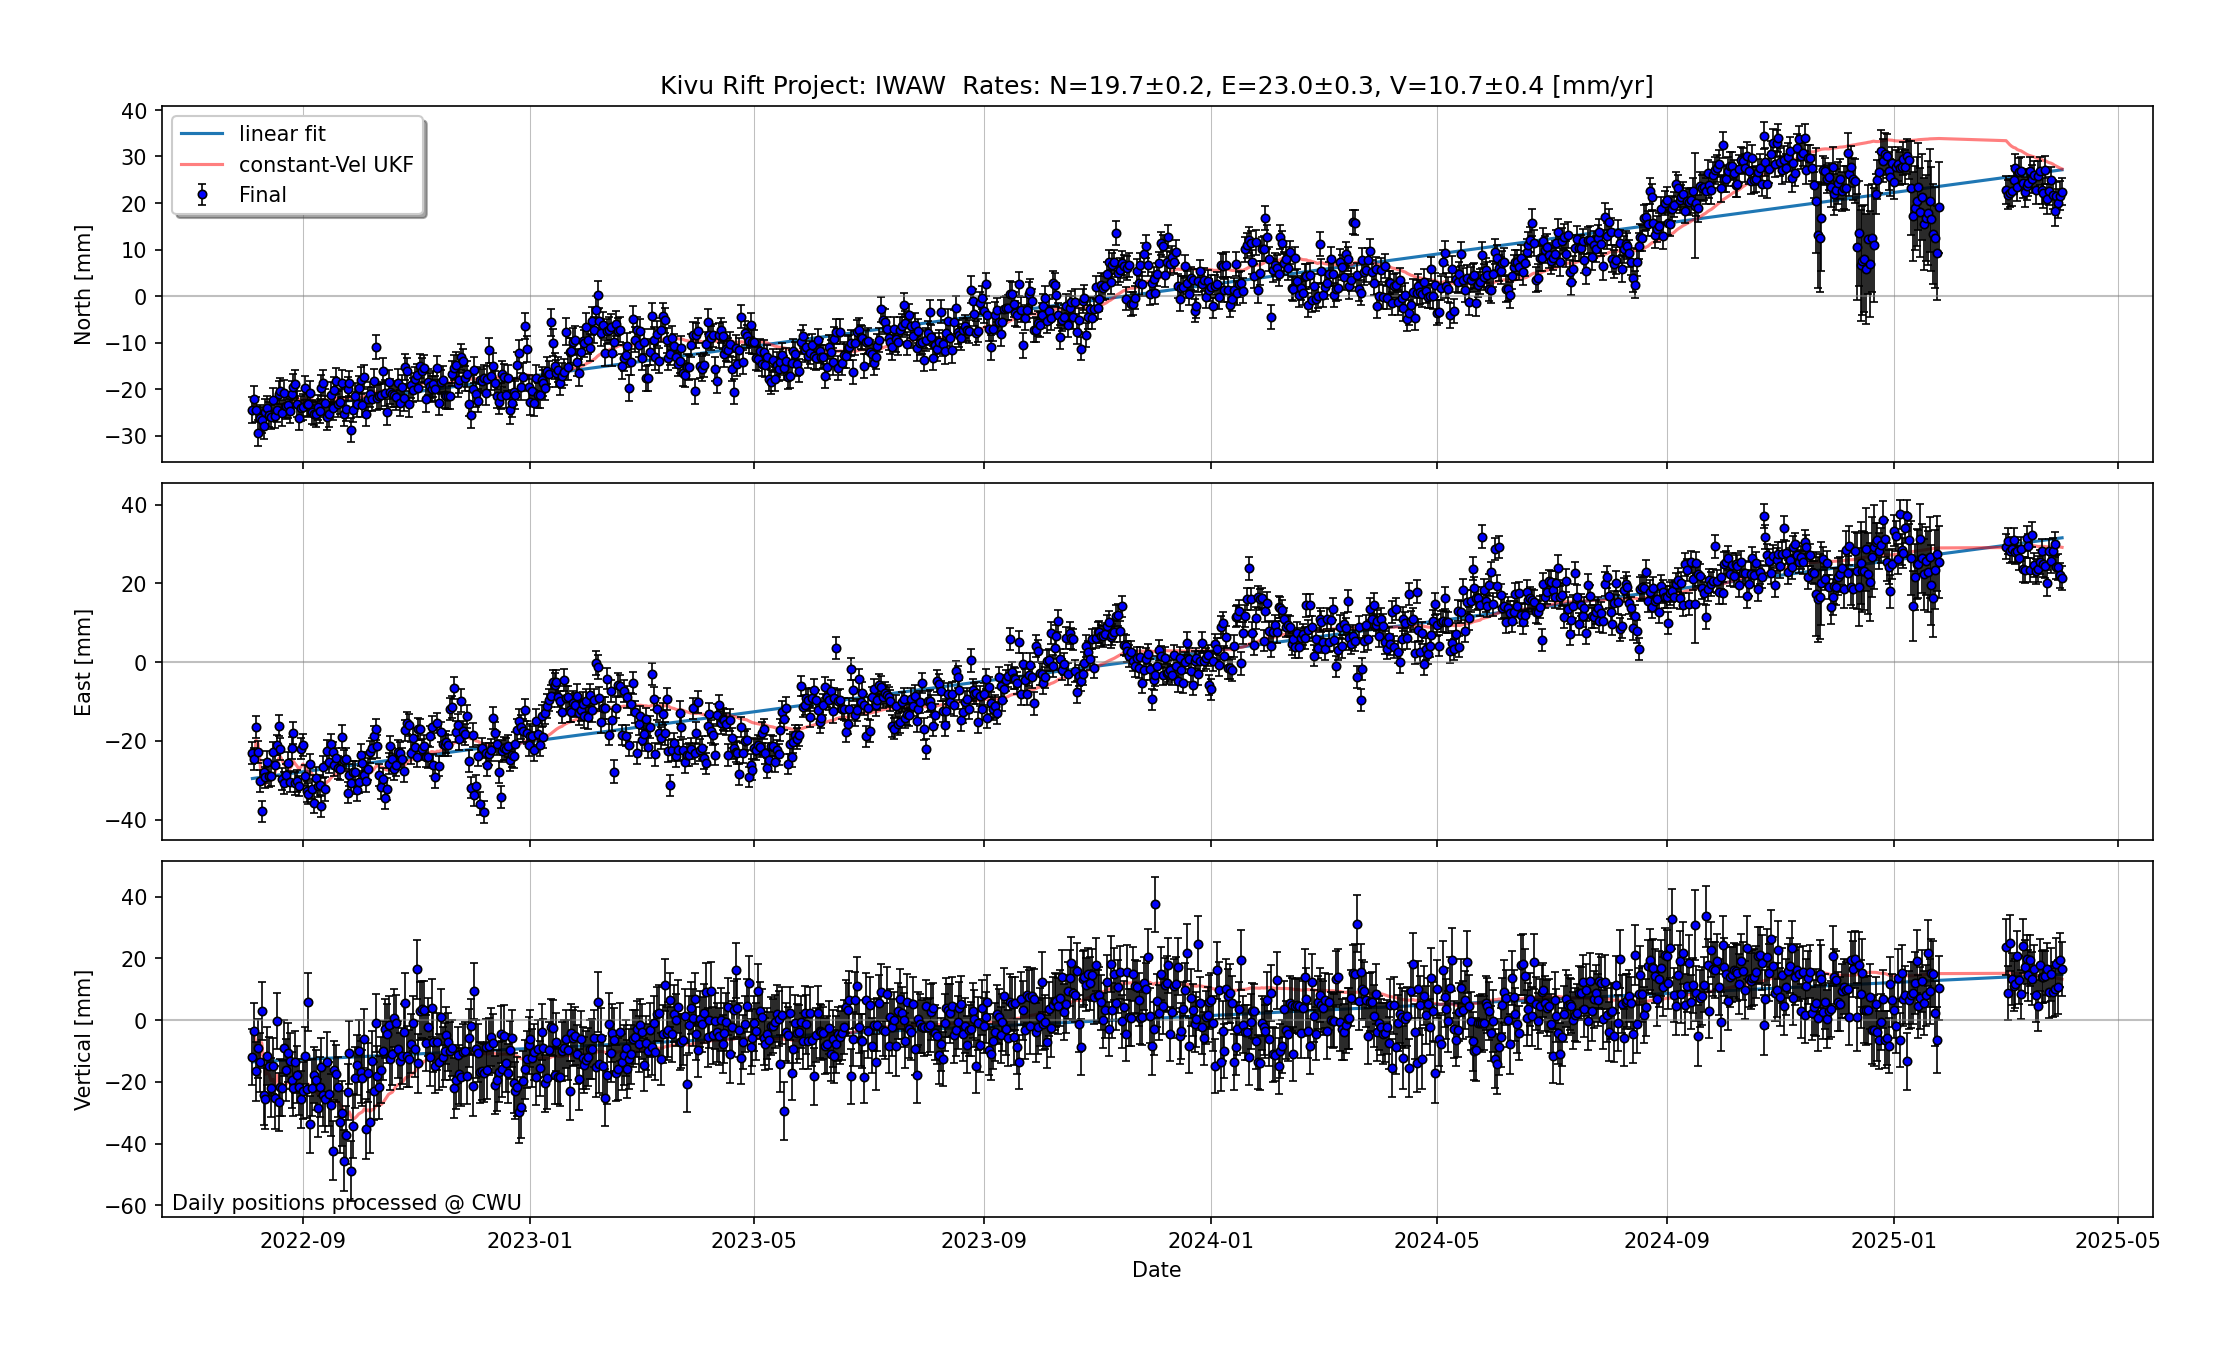 Kivu Rift Project: IWAW  Rates: N=19.7±0.2, E=23.0±0.3, V=10.7±0.4 [mm/yr]
linear fit
constant-Vel UKF
Final
North [mm]
40
30
20
10
0
−10
−20
−30
East [mm]
40
20
0
−20
−40
Vertical [mm]
40
20
0
−20
−40
−60
Daily positions processed @ CWU
2022-09 2023-01 2023-05 2023-09 2024-01 2024-05 2024-09 2025-01 2025-05
Date